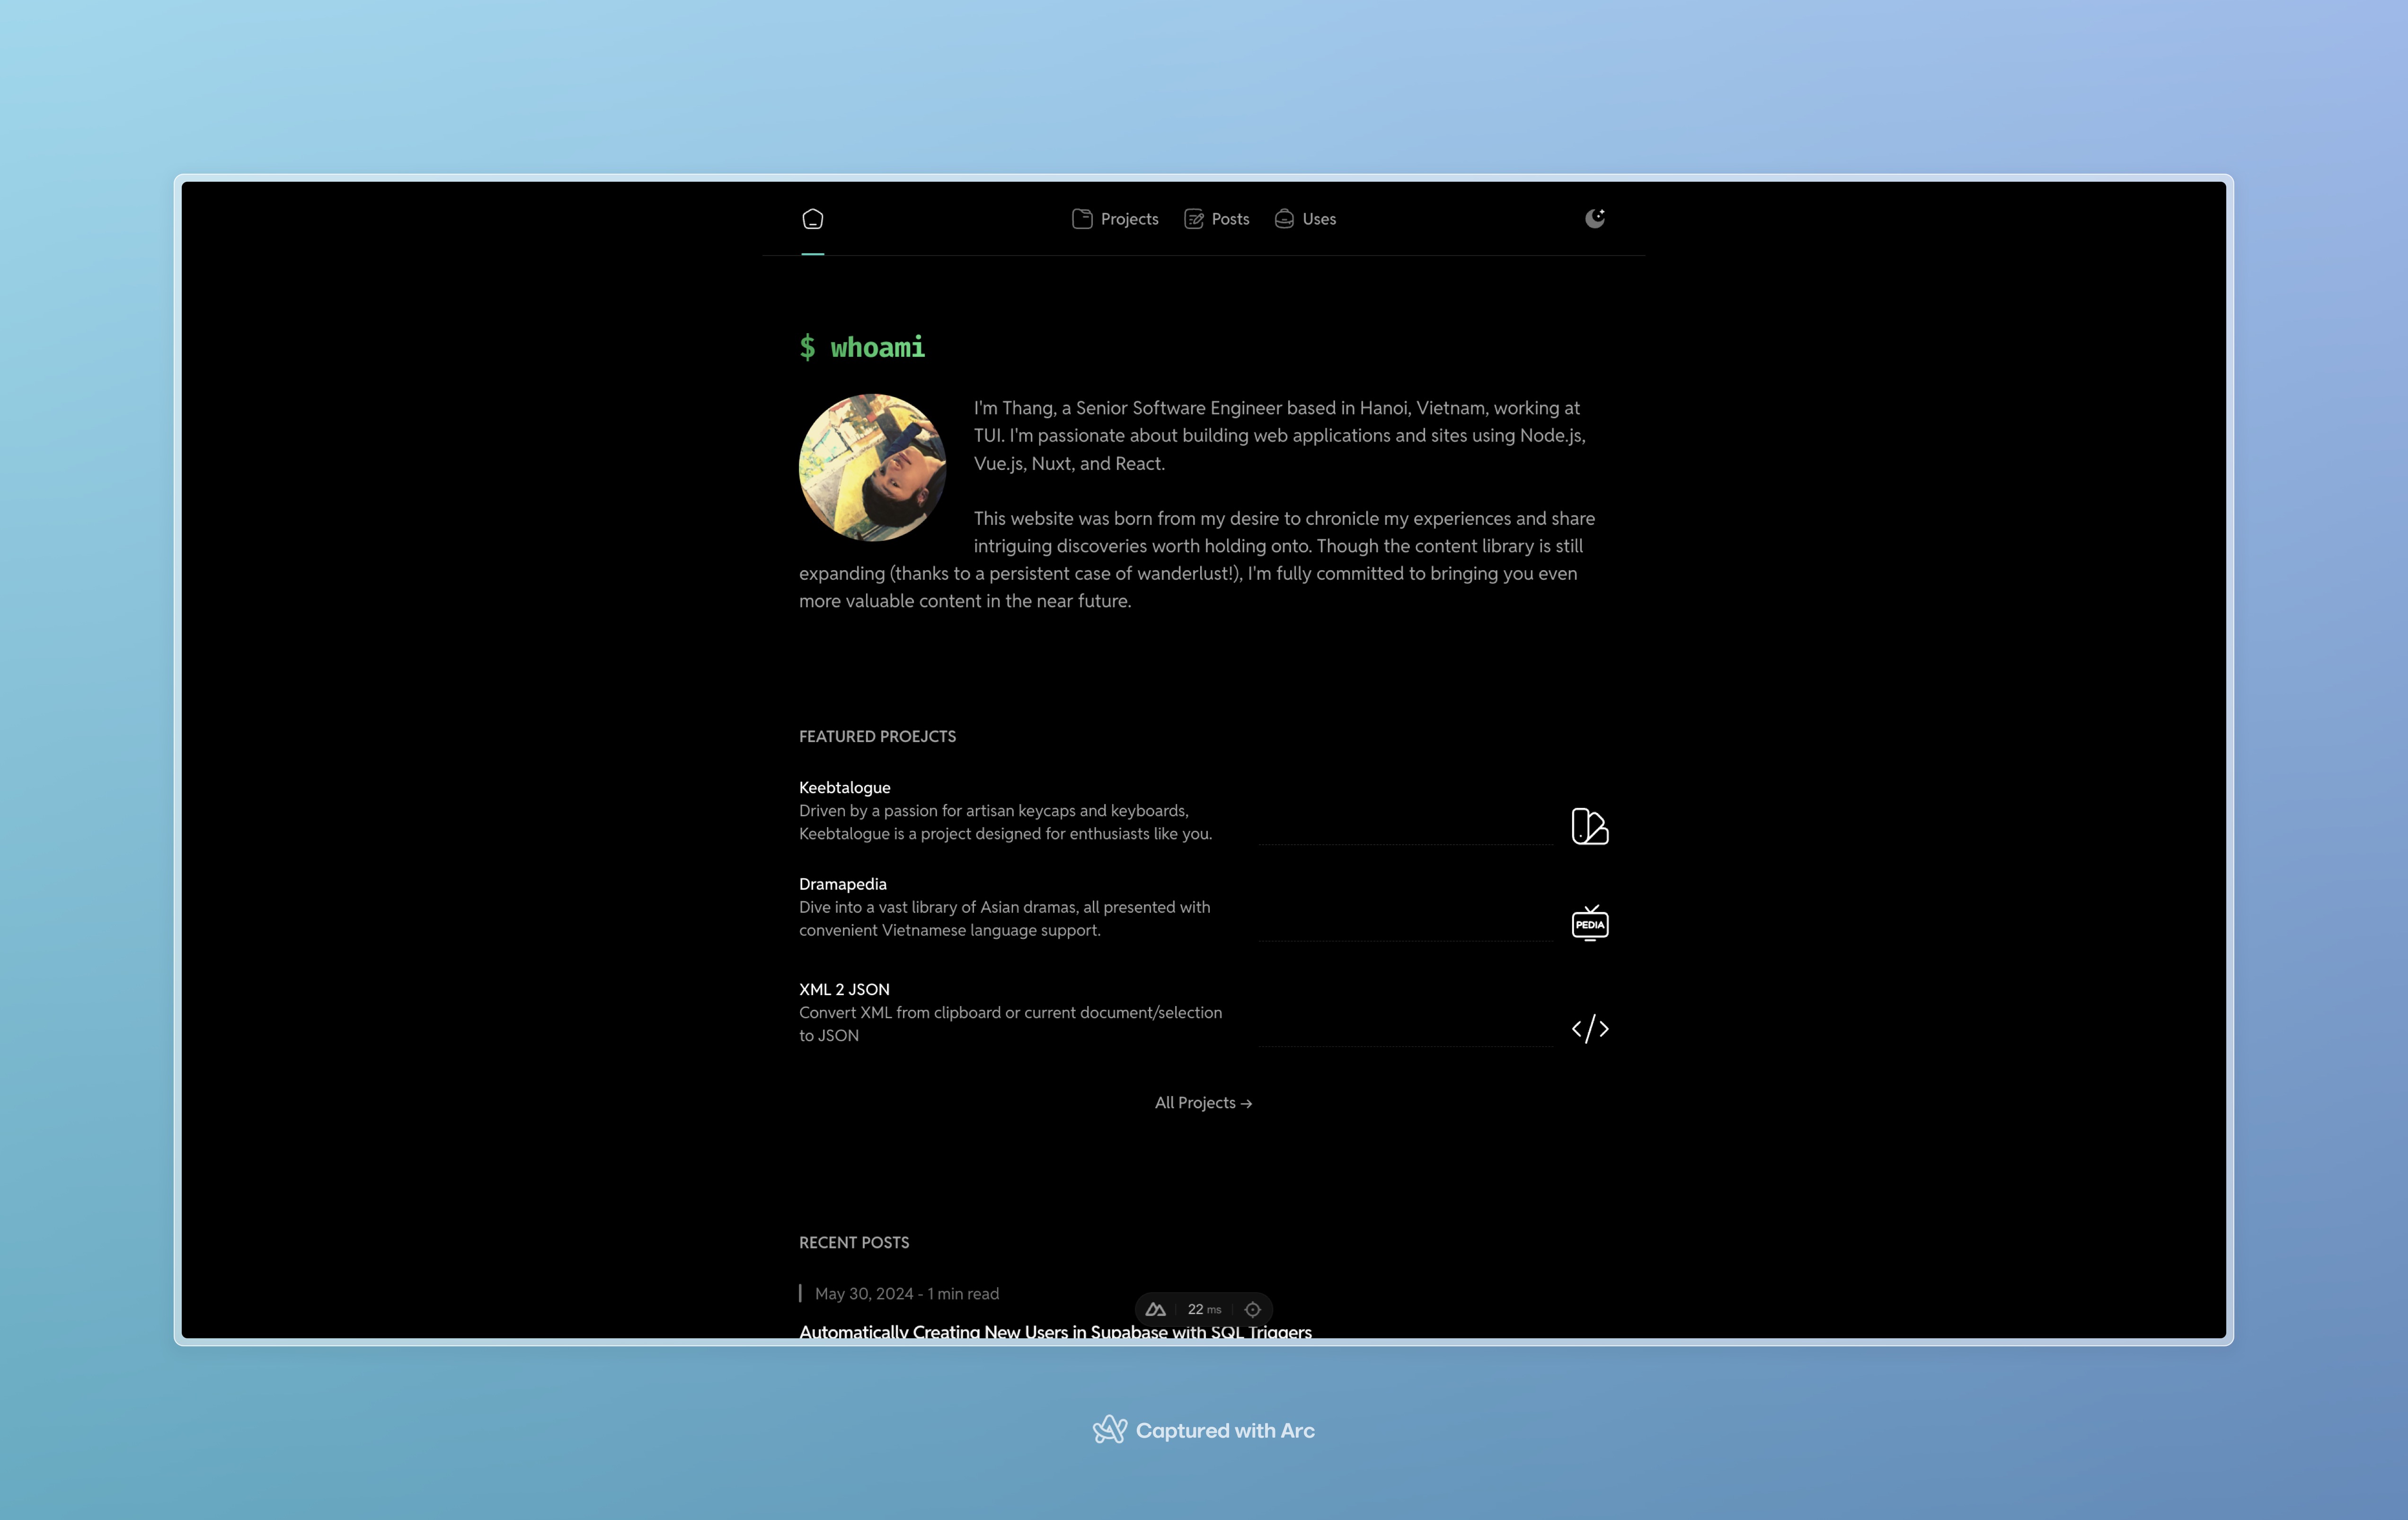 Projects
Posts
Uses
$ whoami
I'm Thang, a Senior Software Engineer based in Hanoi, Vietnam, working at
TUI. I'm passionate about building web applications and sites using Node.js,
Vue.js, Nuxt, and React.
This website was born from my desire to chronicle my experiences and share
intriguing discoveries worth holding onto. Though the content library is still
expanding (thanks to a persistent case of wanderlust!), I'm fully committed to bringing you even
more valuable content in the near future.
FEATURED PROEJCTS
Keebtalogue
Driven by a passion for artisan keycaps and keyboards,
Keebtalogue is a project designed for enthusiasts like you.
Dramapedia
Dive into a vast library of Asian dramas, all presented with
convenient Vietnamese language support.
PEDIA
XML 2 JSON
Convert XML from clipboard or current document/selection
to JSON
</>
All Projects →
RECENT POSTS
May 30, 2024 - 1 min read
22 ms
Automatically Creating New Users in Supabase with SQL Triggers
Captured with Arc